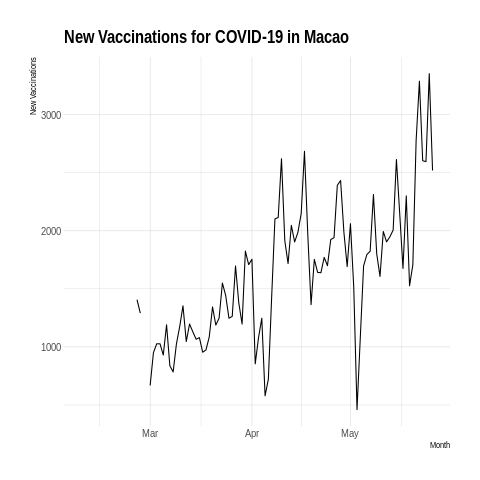 New Vaccinations for COVID-19 in Macao
New Vaccinations
3000
2000
1000
Mar Apr May
Month